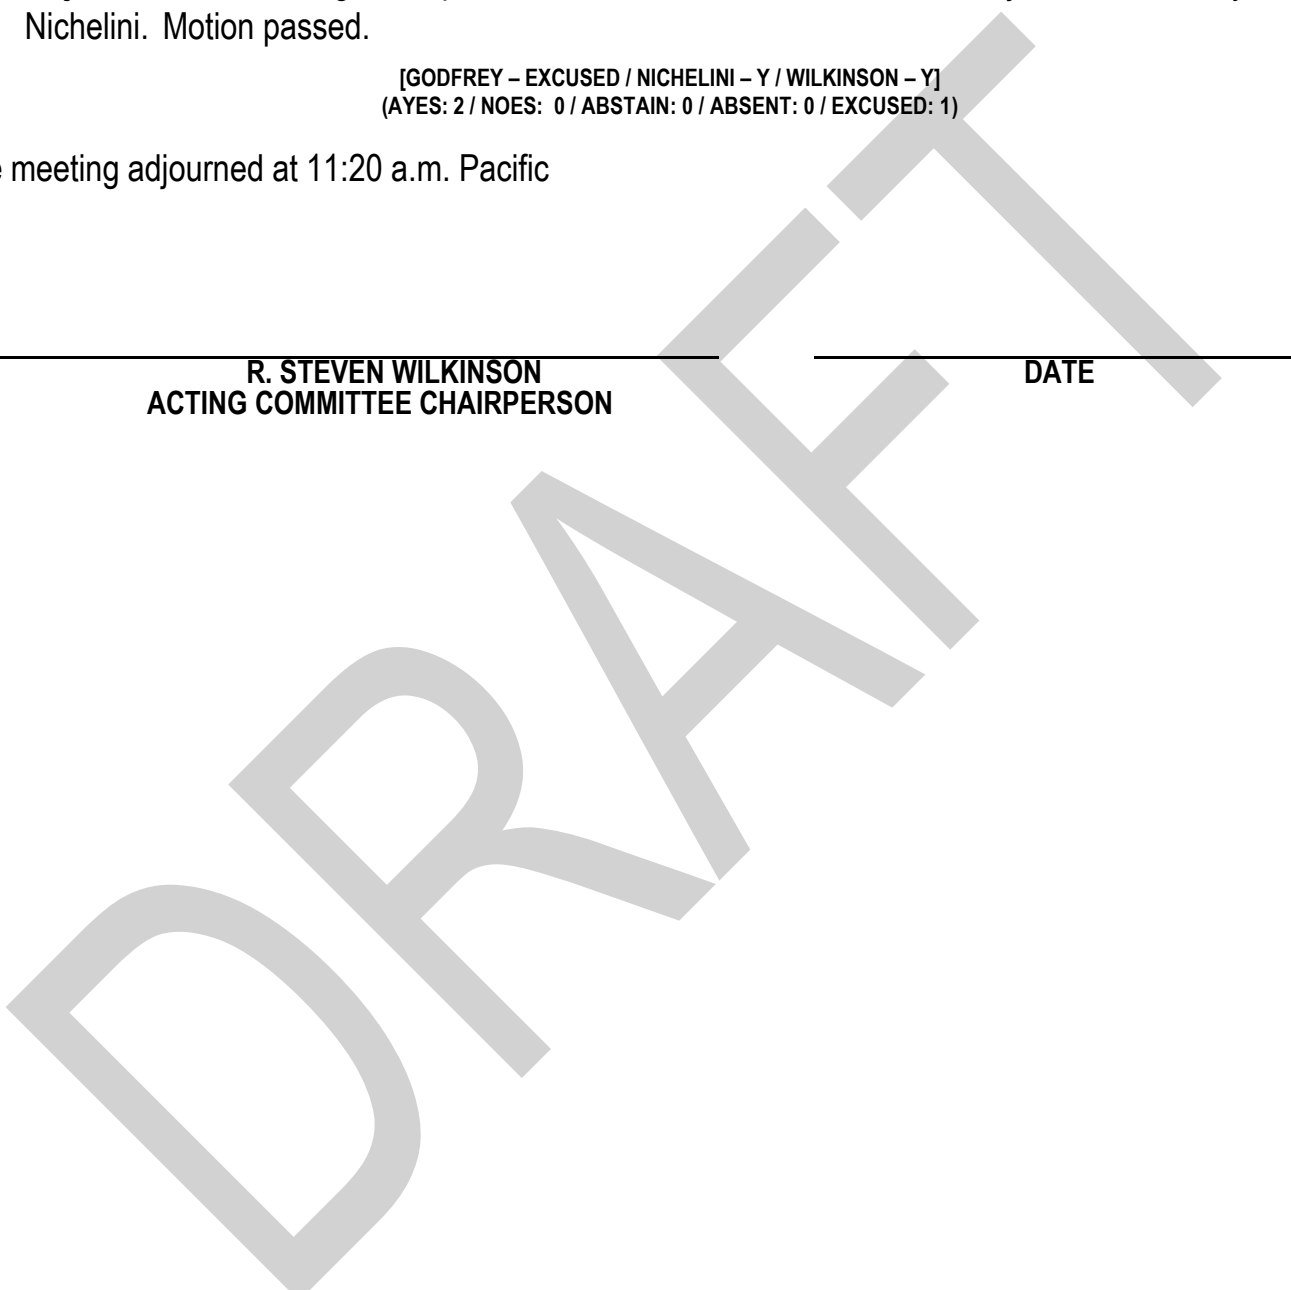 Nichelini. Motion passed.
[GODFREY – EXCUSED / NICHELINI – Y / WILKINSON – Y]
(AYES: 2 / NOES: 0 / ABSTAIN: 0 / ABSENT: 0 / EXCUSED: 1)
meeting adjourned at 11:20 a.m. Pacific
R. STEVEN WILKINSON
ACTING COMMITTEE CHAIRPERSON
DATE
DRAFT